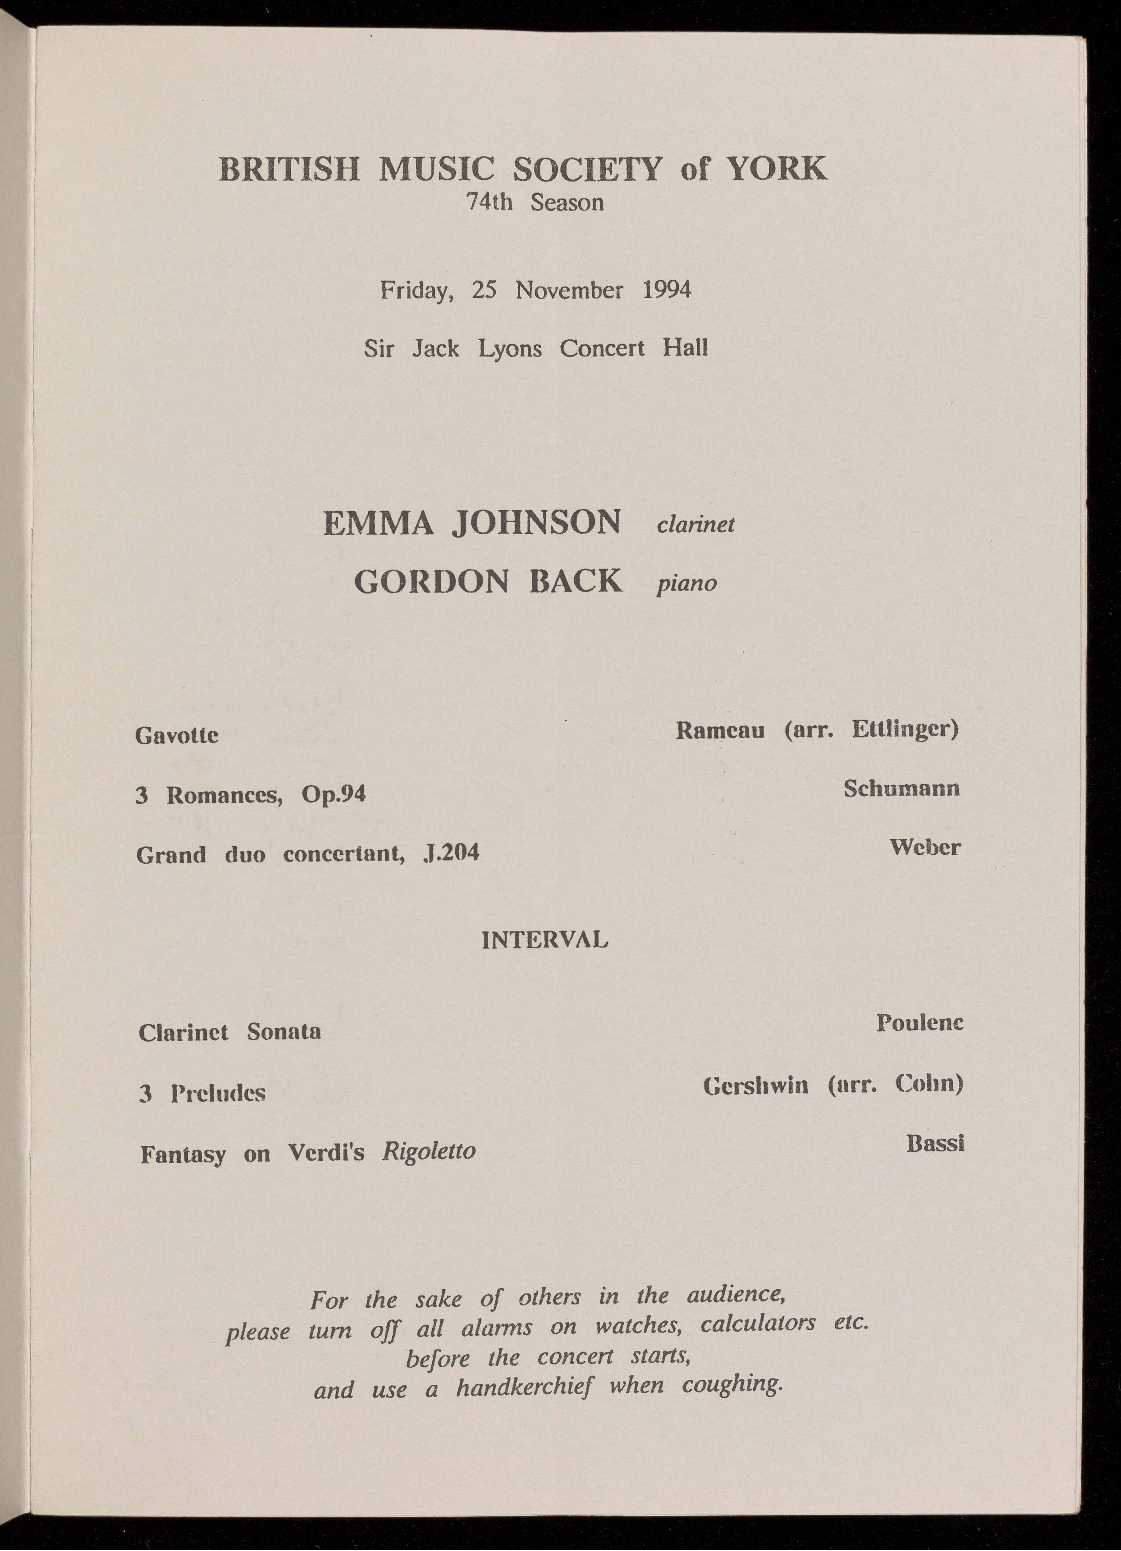 BRITISH MUSIC SOCIETY of YORK
74th Season
Friday, 25 November 1994
Sir Jack Lyons Concert Hall
EMMA JOHNSON clarinet
GORDON BACK piano
Gavotte Rameau (arr. Ettlinger)
3 Romances, Op.94 Schumann
Grand duo concertant, J.204 Weber
INTERVAL
Clarinet Sonata Poulenc
3 Preludes Gershwin (arr. Cohn)
Fantasy on Verdi's Rigoletto Bassi
For the sake of others in the audience,
please turn off all alarms on watches, calculators etc.
before the concert starts,
and use a handkerchief when coughing.